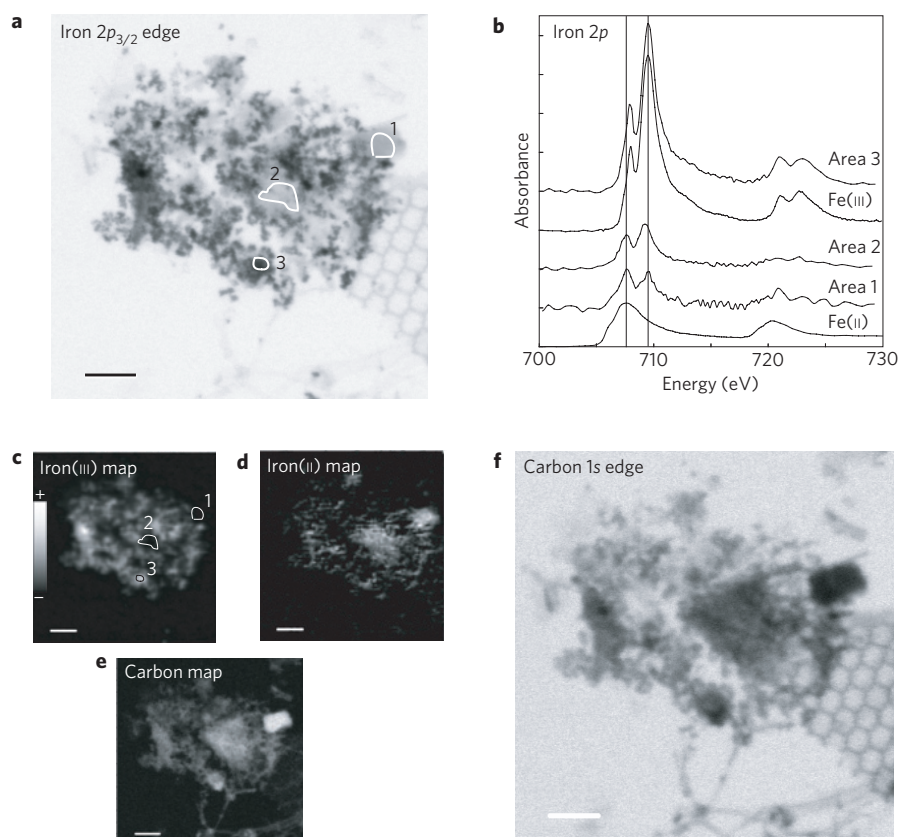 a
Iron 2p3/2 edge
1
2
3
b
Iron 2p
Absorbance
Area 3
Fe(III)
Area 2
Area 1
Fe(II)
700 710 720 730
Energy (eV)
c
Iron(III) map
+
−
1
2
3
d
Iron(II) map
e
Carbon map
f
Carbon 1s edge